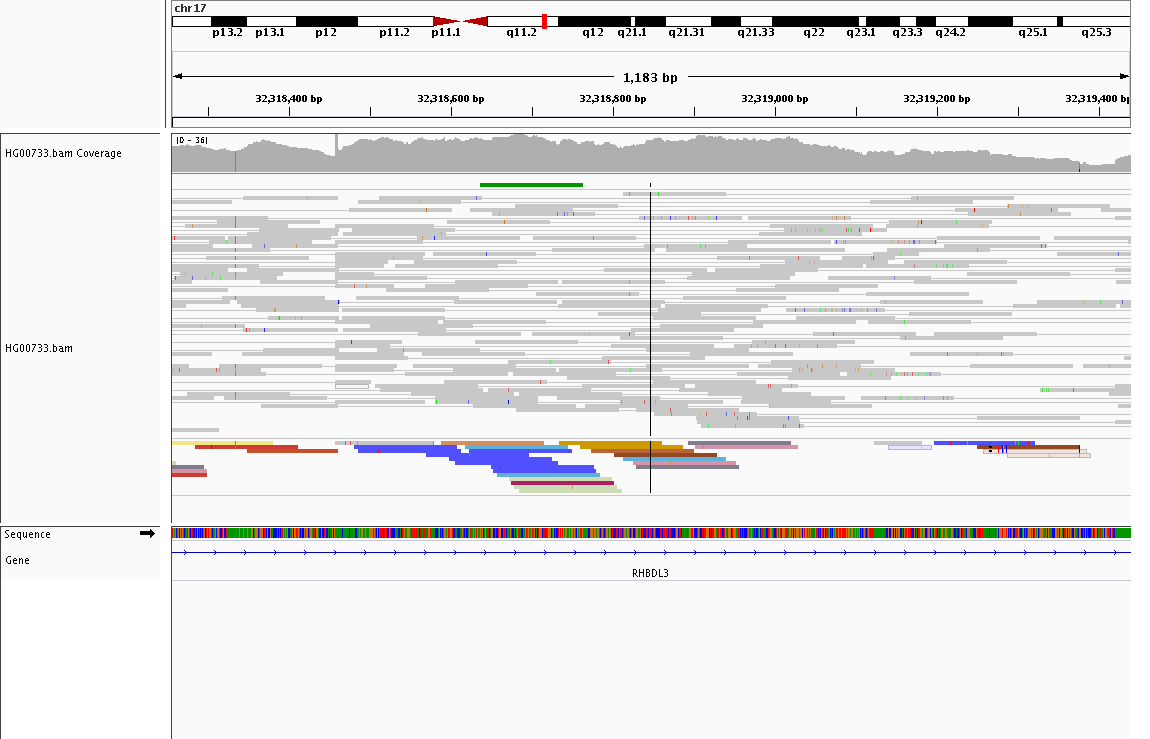 chr17
p13.2 p13.1 p12 p11.2 p11.1 q11.2 q12 q21.1 q21.31 q21.33 q22 q23.1 q23.3 q24.2 q25.1 q25.3
1,183 bp
32,318,400 bp 32,318,600 bp 32,318,800 bp 32,319,000 bp 32,319,200 bp 32,319,400 bp
[0 - 36]
HG00733.bam Coverage
HG00733.bam
Sequence
Gene
RHBDL3